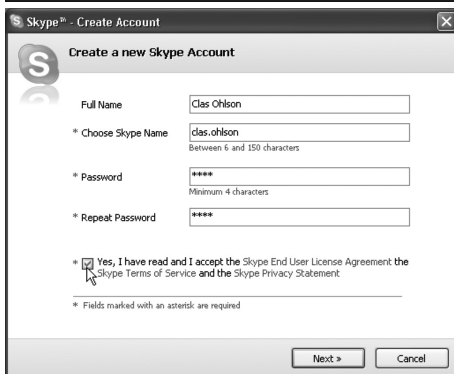 Skype™ - Create Account
Create a new Skype Account
Full Name
Clas Ohlson
* Choose Skype Name
clas.ohlson
Between 6 and 150 characters
* Password
****
Minimum 4 characters
* Repeat Password
****
* Yes, I have read and I accept the Skype End User License Agreement the
Skype Terms of Service and the Skype Privacy Statement
* Fields marked with an asterisk are required
Next »
Cancel